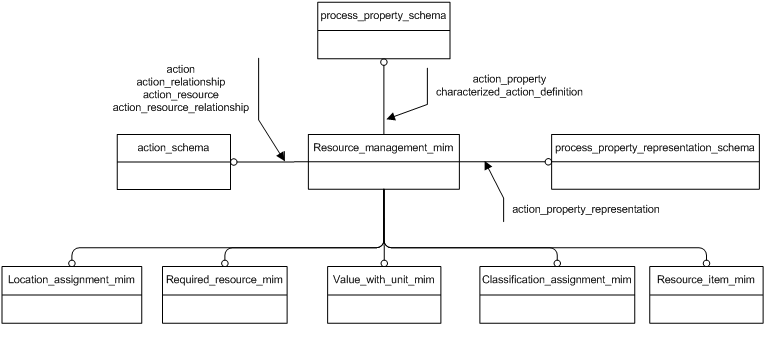 process_property_schema
action
action_relationship
action_resource
action_resource_relationship
action_property
characterized_action_definition
action_schema
Resource_management_mim
process_property_representation_schema
action_property_representation
Location_assignment_mim
Required_resource_mim
Value_with_unit_mim
Classification_assignment_mim
Resource_item_mim